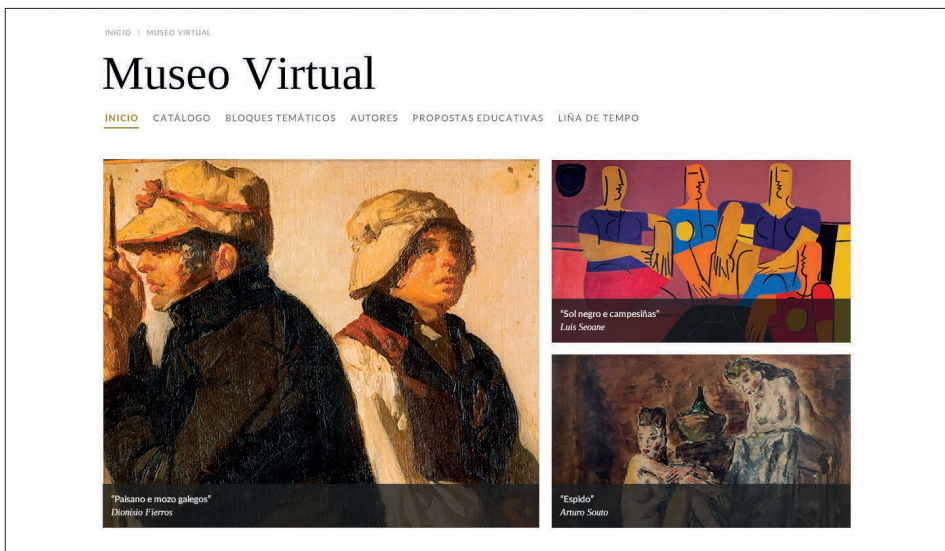 INICIO | MUSEO VIRTUAL
Museo Virtual
INICIO CATÁLOGO BLOQUES TEMÁTICOS AUTORES PROPOSTAS EDUCATIVAS LIÑA DE TEMPO
"Sol negro e campesiñas"
Luis Seoane
"Paisano e mozo galegos"
Dionisio Fierros
"Espido"
Arturo Souto